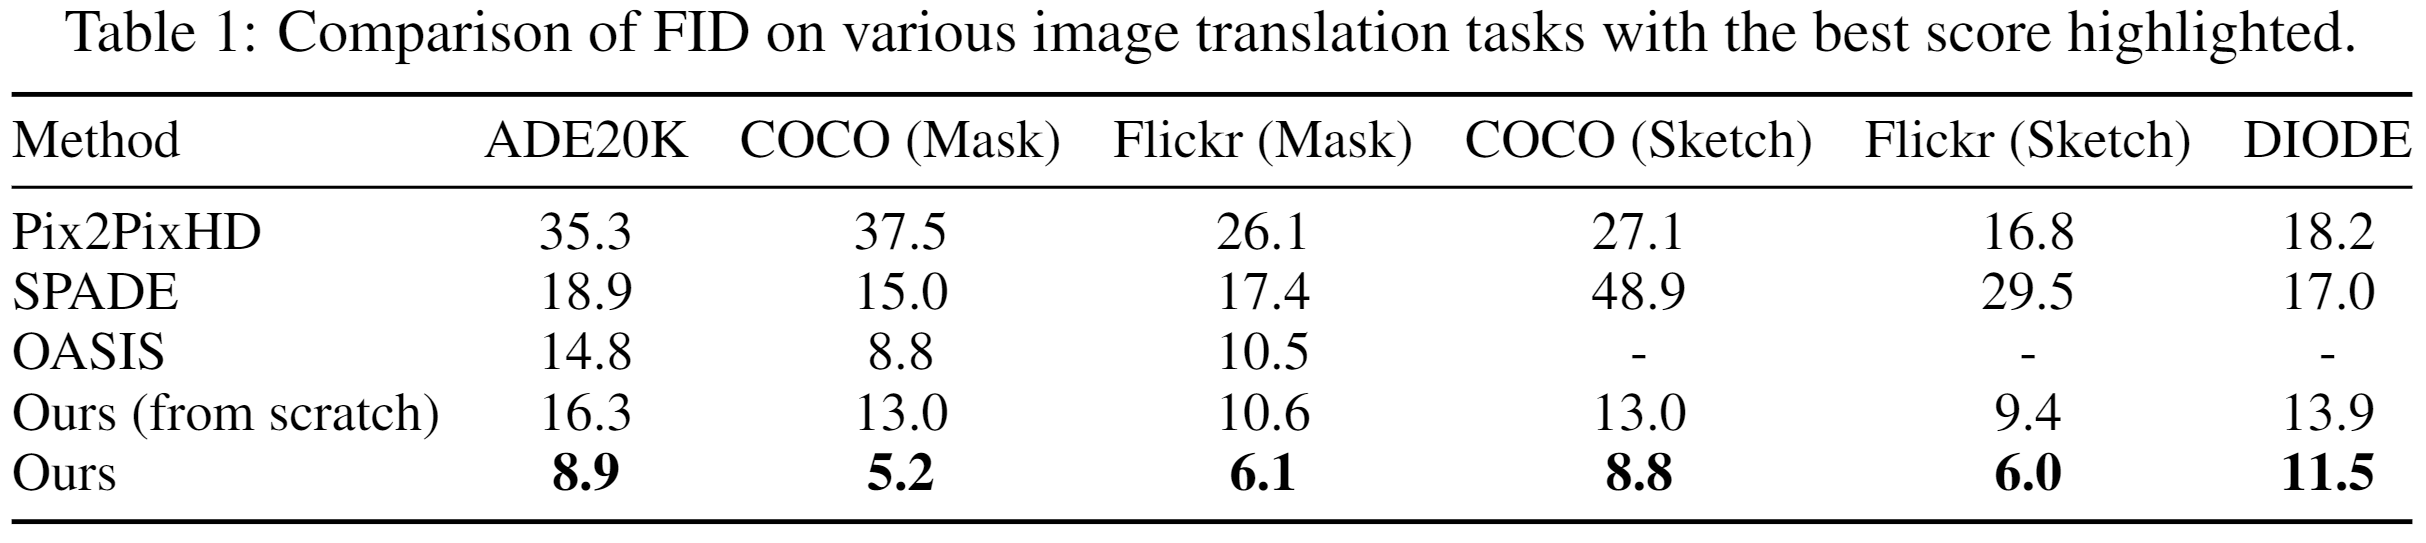 Table 1: Comparison of FID on various image translation tasks with the best score highlighted.
Method ADE20K COCO (Mask) Flickr (Mask) COCO (Sketch) Flickr (Sketch) DIODE
Pix2PixHD 35.3 37.5 26.1 27.1 16.8 18.2
SPADE 18.9 15.0 17.4 48.9 29.5 17.0
OASIS 14.8 8.8 10.5 - - -
Ours (from scratch) 16.3 13.0 10.6 13.0 9.4 13.9
Ours 8.9 5.2 6.1 8.8 6.0 11.5